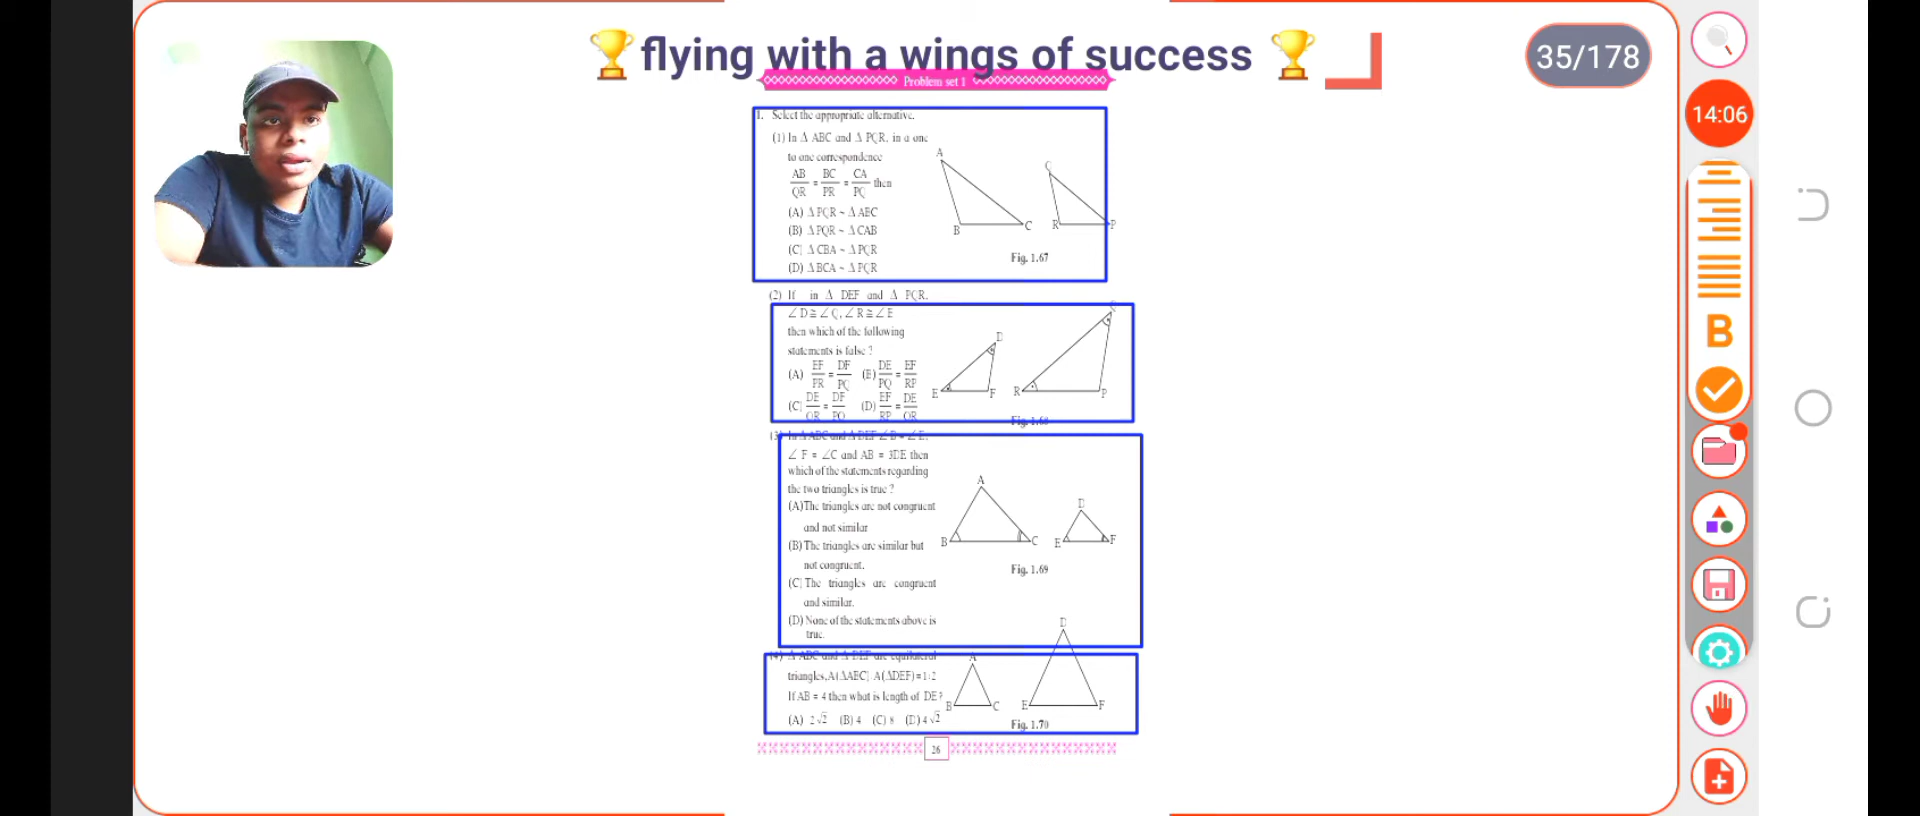 🏆flying with a wings of success 🏆
35/178
14:06
B
Problem set 1
1. Select the appropriate alternative.
(1) In Δ ABC and Δ PQR, in a one
to one correspondence
AB/QR = BC/PR = CA/PQ then
(A) Δ PQR ~ Δ ABC
(B) Δ PQR ~ Δ CAB
(C) Δ CBA ~ Δ PQR
(D) Δ BCA ~ Δ PQR
A
B
C
Q
R
P
Fig. 1.67
(2) If in Δ DEF and Δ PQR,
∠ D ≅ ∠ Q, ∠ R ≅ ∠ E
then which of the following
statements is false ?
(A) EF/PR = DF/PQ (B) DE/PQ = EF/RP
(C) DE/QR = DF/PQ (D) EF/RP = DE/QR
D
E
F
R
P
Fig. 1.68
(3) In Δ ABC and Δ DEF ∠ B = ∠ E,
∠ F = ∠C and AB = 3DE then
which of the statements regarding
the two triangles is true ?
(A)The triangles are not congruent
and not similar
(B) The triangles are similar but
not congruent.
(C) The triangles are congruent
and similar.
(D) None of the statements above is
true.
A
B
C
D
E
F
Fig. 1.69
(4) Δ ABC and Δ DEF are equilateral
triangles, A(ΔABC) A(ΔDEF)=1:2
If AB = 4 then what is length of DE?
(A) 2√2 (B) 4 (C) 8 (D) 4√2
A
B
C
D
E
F
Fig. 1.70
26